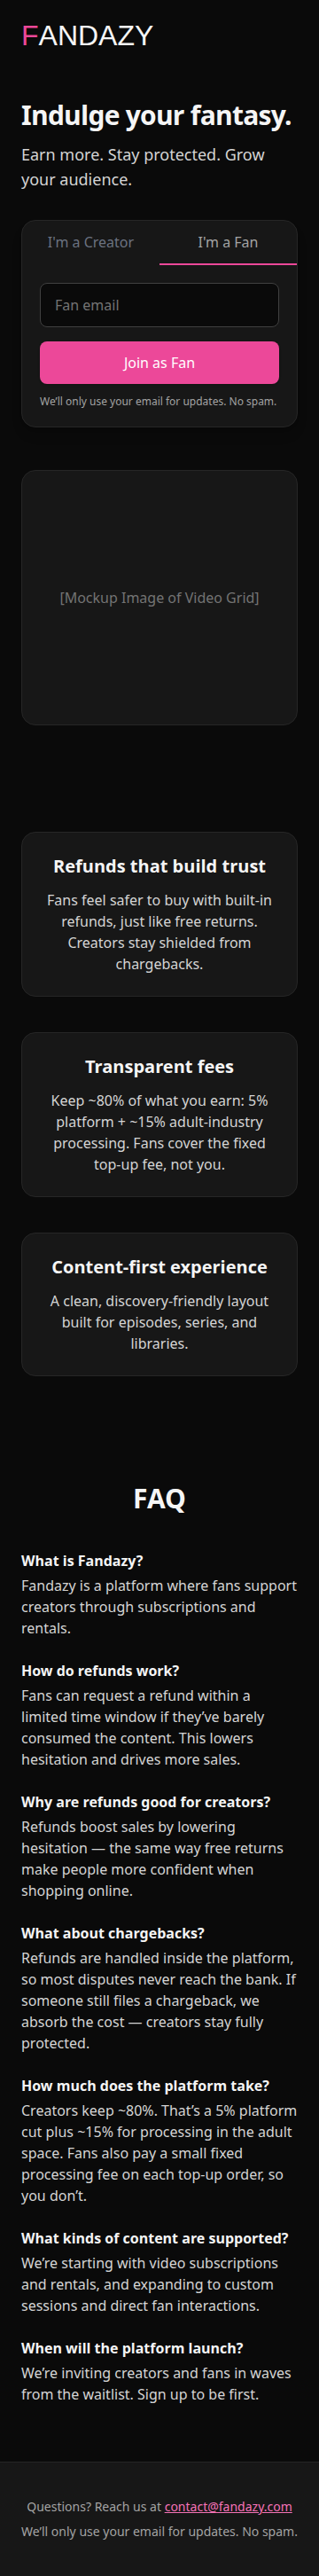 FANDAZY
Indulge your fantasy.
Earn more. Stay protected. Grow
your audience.
I'm a Creator
I'm a Fan
Fan email
Join as Fan
We’ll only use your email for updates. No spam.
[Mockup Image of Video Grid]
Refunds that build trust
Fans feel safer to buy with built-in
refunds, just like free returns.
Creators stay shielded from
chargebacks.
Transparent fees
Keep ~80% of what you earn: 5%
platform + ~15% adult-industry
processing. Fans cover the fixed
top-up fee, not you.
Content-first experience
A clean, discovery-friendly layout
built for episodes, series, and
libraries.
FAQ
What is Fandazy?
Fandazy is a platform where fans support
creators through subscriptions and
rentals.
How do refunds work?
Fans can request a refund within a
limited time window if they’ve barely
consumed the content. This lowers
hesitation and drives more sales.
Why are refunds good for creators?
Refunds boost sales by lowering
hesitation — the same way free returns
make people more confident when
shopping online.
What about chargebacks?
Refunds are handled inside the platform,
so most disputes never reach the bank. If
someone still files a chargeback, we
absorb the cost — creators stay fully
protected.
How much does the platform take?
Creators keep ~80%. That’s a 5% platform
cut plus ~15% for processing in the adult
space. Fans also pay a small fixed
processing fee on each top-up order, so
you don’t.
What kinds of content are supported?
We’re starting with video subscriptions
and rentals, and expanding to custom
sessions and direct fan interactions.
When will the platform launch?
We’re inviting creators and fans in waves
from the waitlist. Sign up to be first.
Questions? Reach us at contact@fandazy.com
We’ll only use your email for updates. No spam.